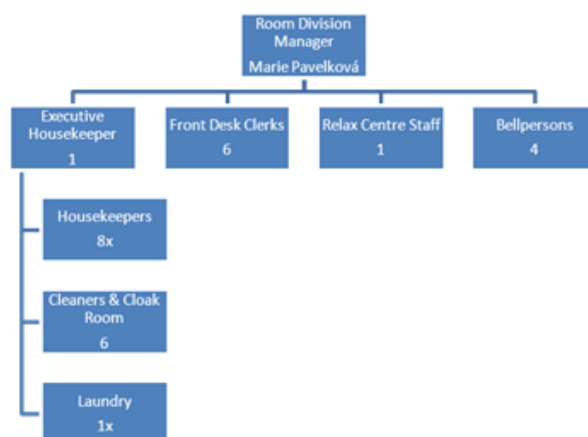 Room Division
Manager
Marie Pavelková
Executive
Housekeeper
1
Front Desk Clerks
6
Relax Centre Staff
1
Bellpersons
4
Housekeepers
8x
Cleaners & Cloak
Room
6
Laundry
1x